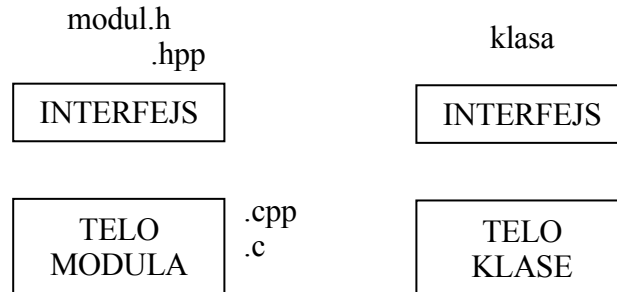 modul.h
.hpp
INTERFEJS
TELO
MODULA
.cpp
.c
klasa
INTERFEJS
TELO
KLASE